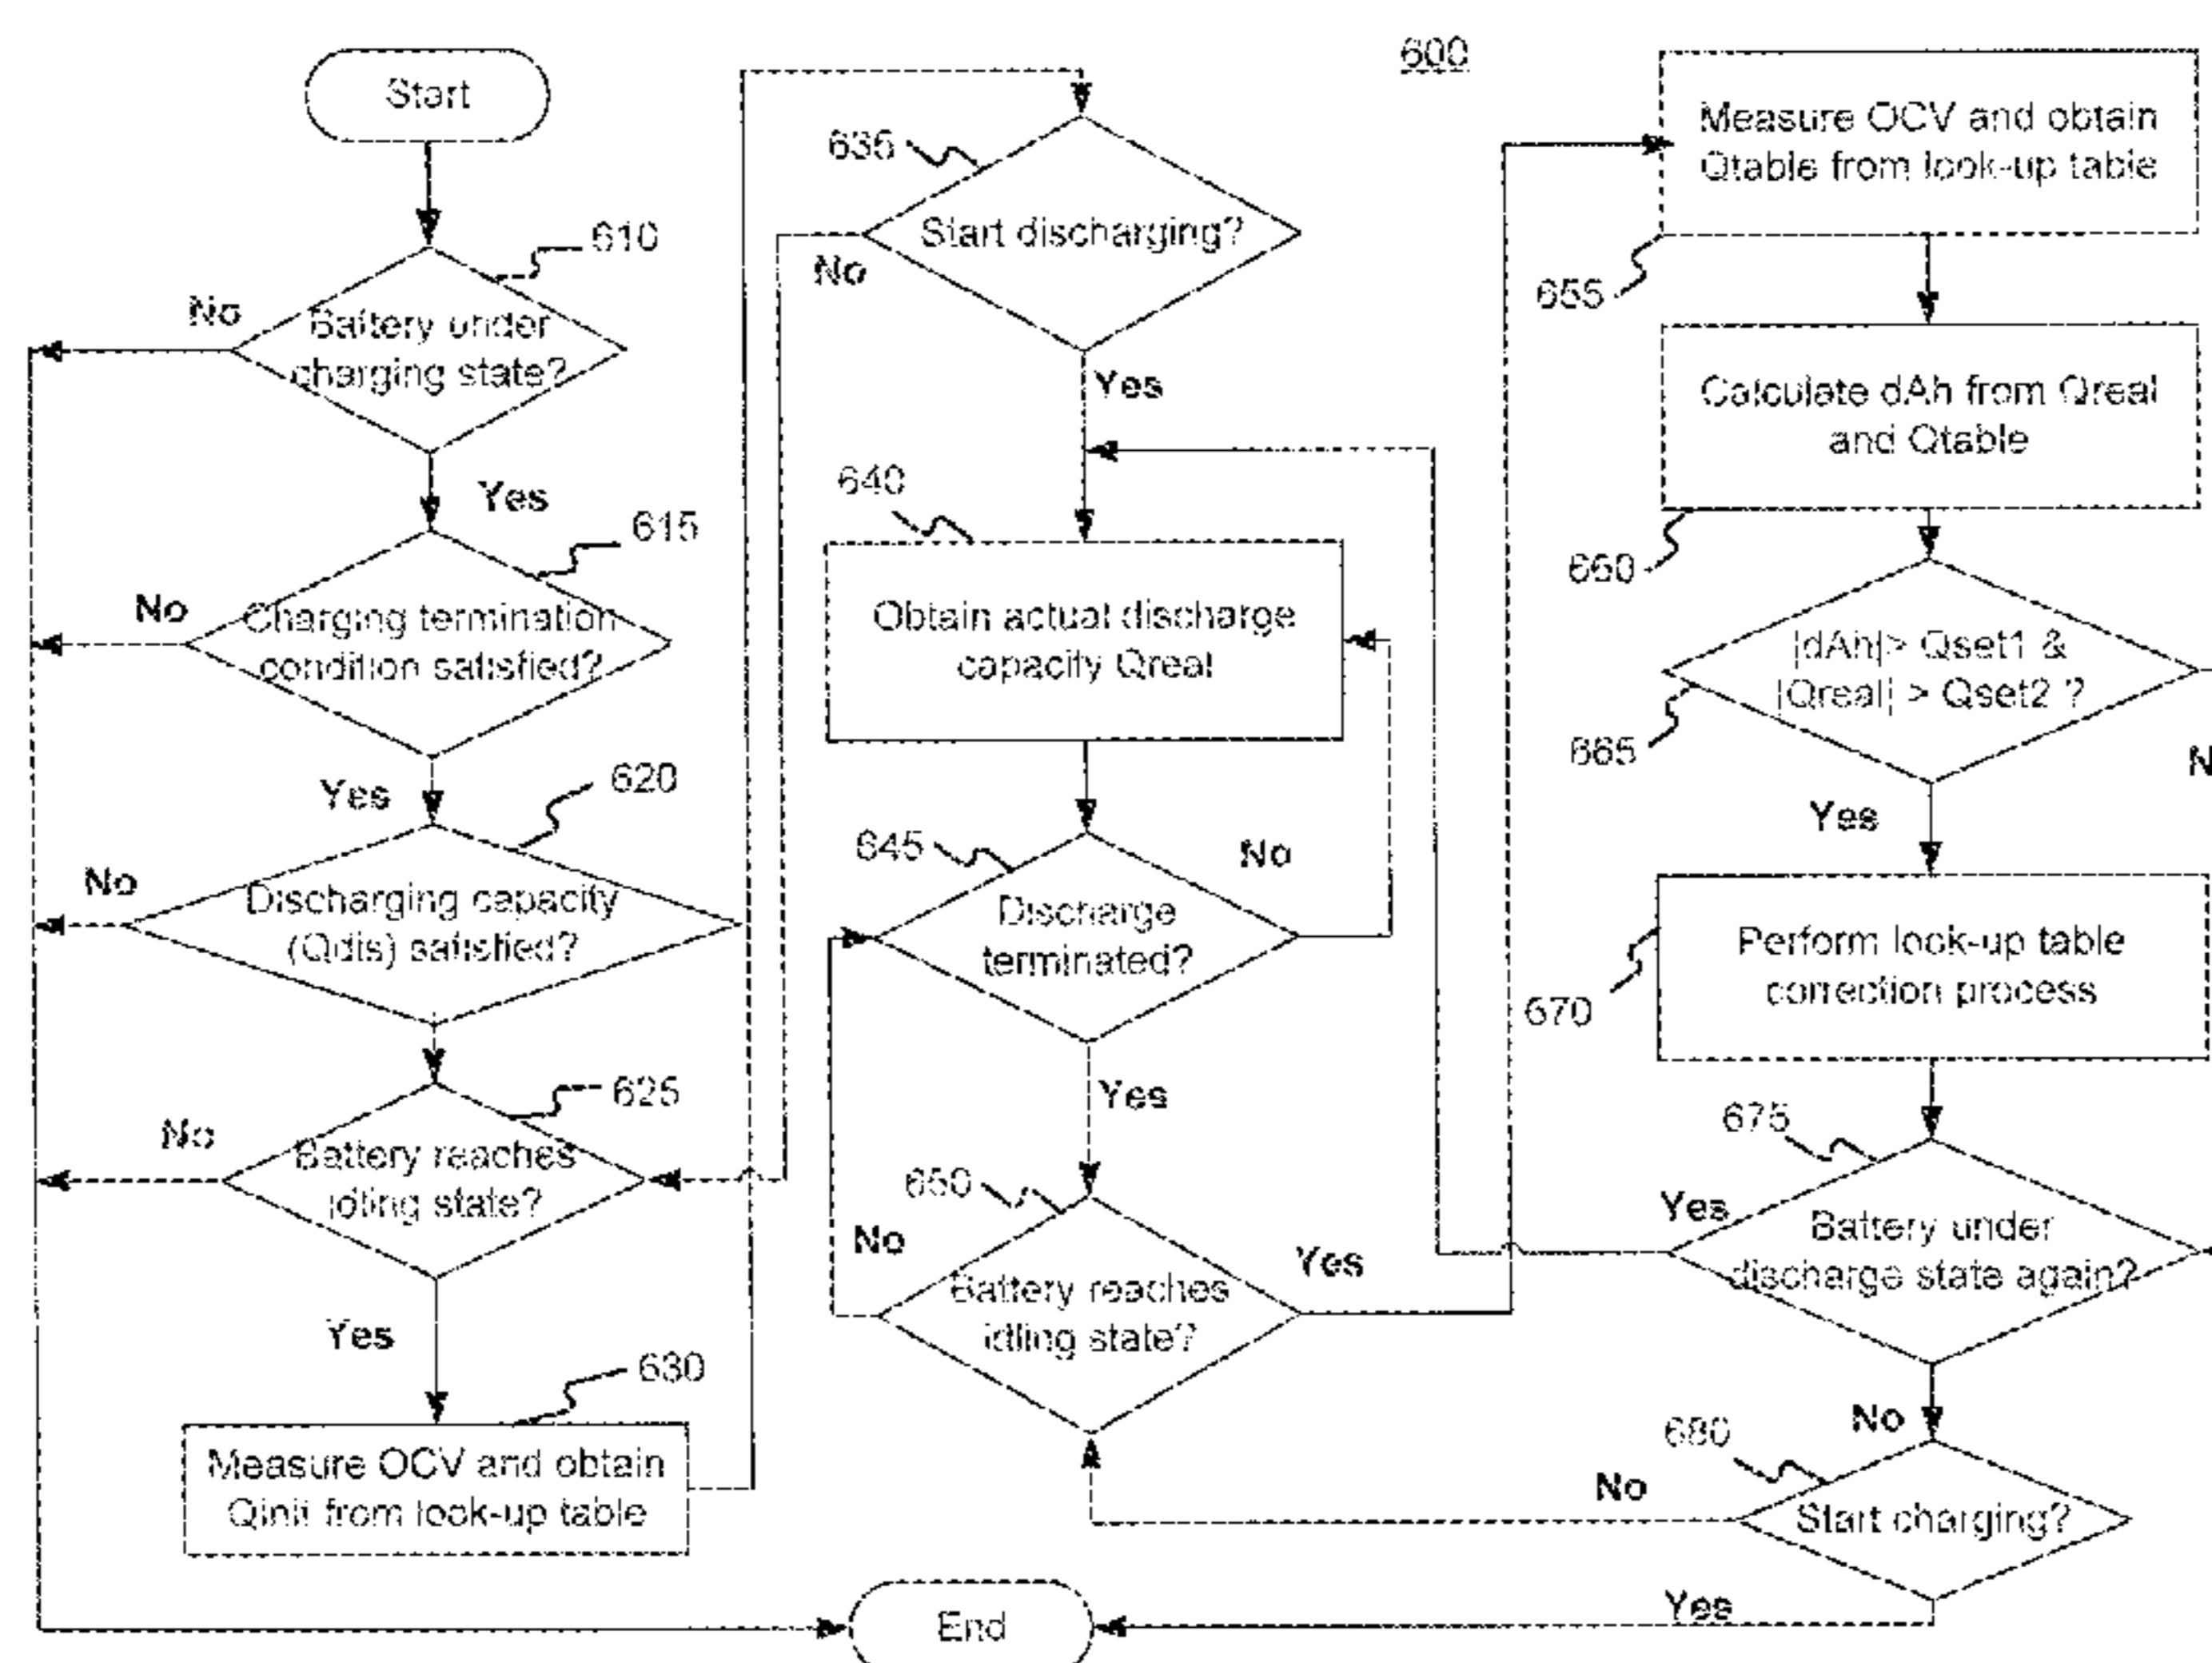 600
Start
610
No
Battery under
charging state?
Yes
615
No
Charging termination
condition satisfied?
Yes
620
No
Discharging capacity
(Qdis) satisfied?
625
No
Battery reaches
idling state?
Yes
630
Measure OCV and obtain
Qinit from look-up table
635
Start discharging?
No
Yes
640
Obtain actual discharge
capacity Qreal
645
No
Discharge
terminated?
Yes
650
No
Yes
Battery reaches
idling state?
Measure OCV and obtain
Qtable from look-up table
655
Calculate dAh from Qreal
and Qtable
660
|dAh|> Qset1 &
|Qreal| > Qset2 ?
665
N
Yes
Perform look-up table
correction process
670
675
Yes
Battery under
discharge state again?
No
680
No
Start charging?
Yes
End